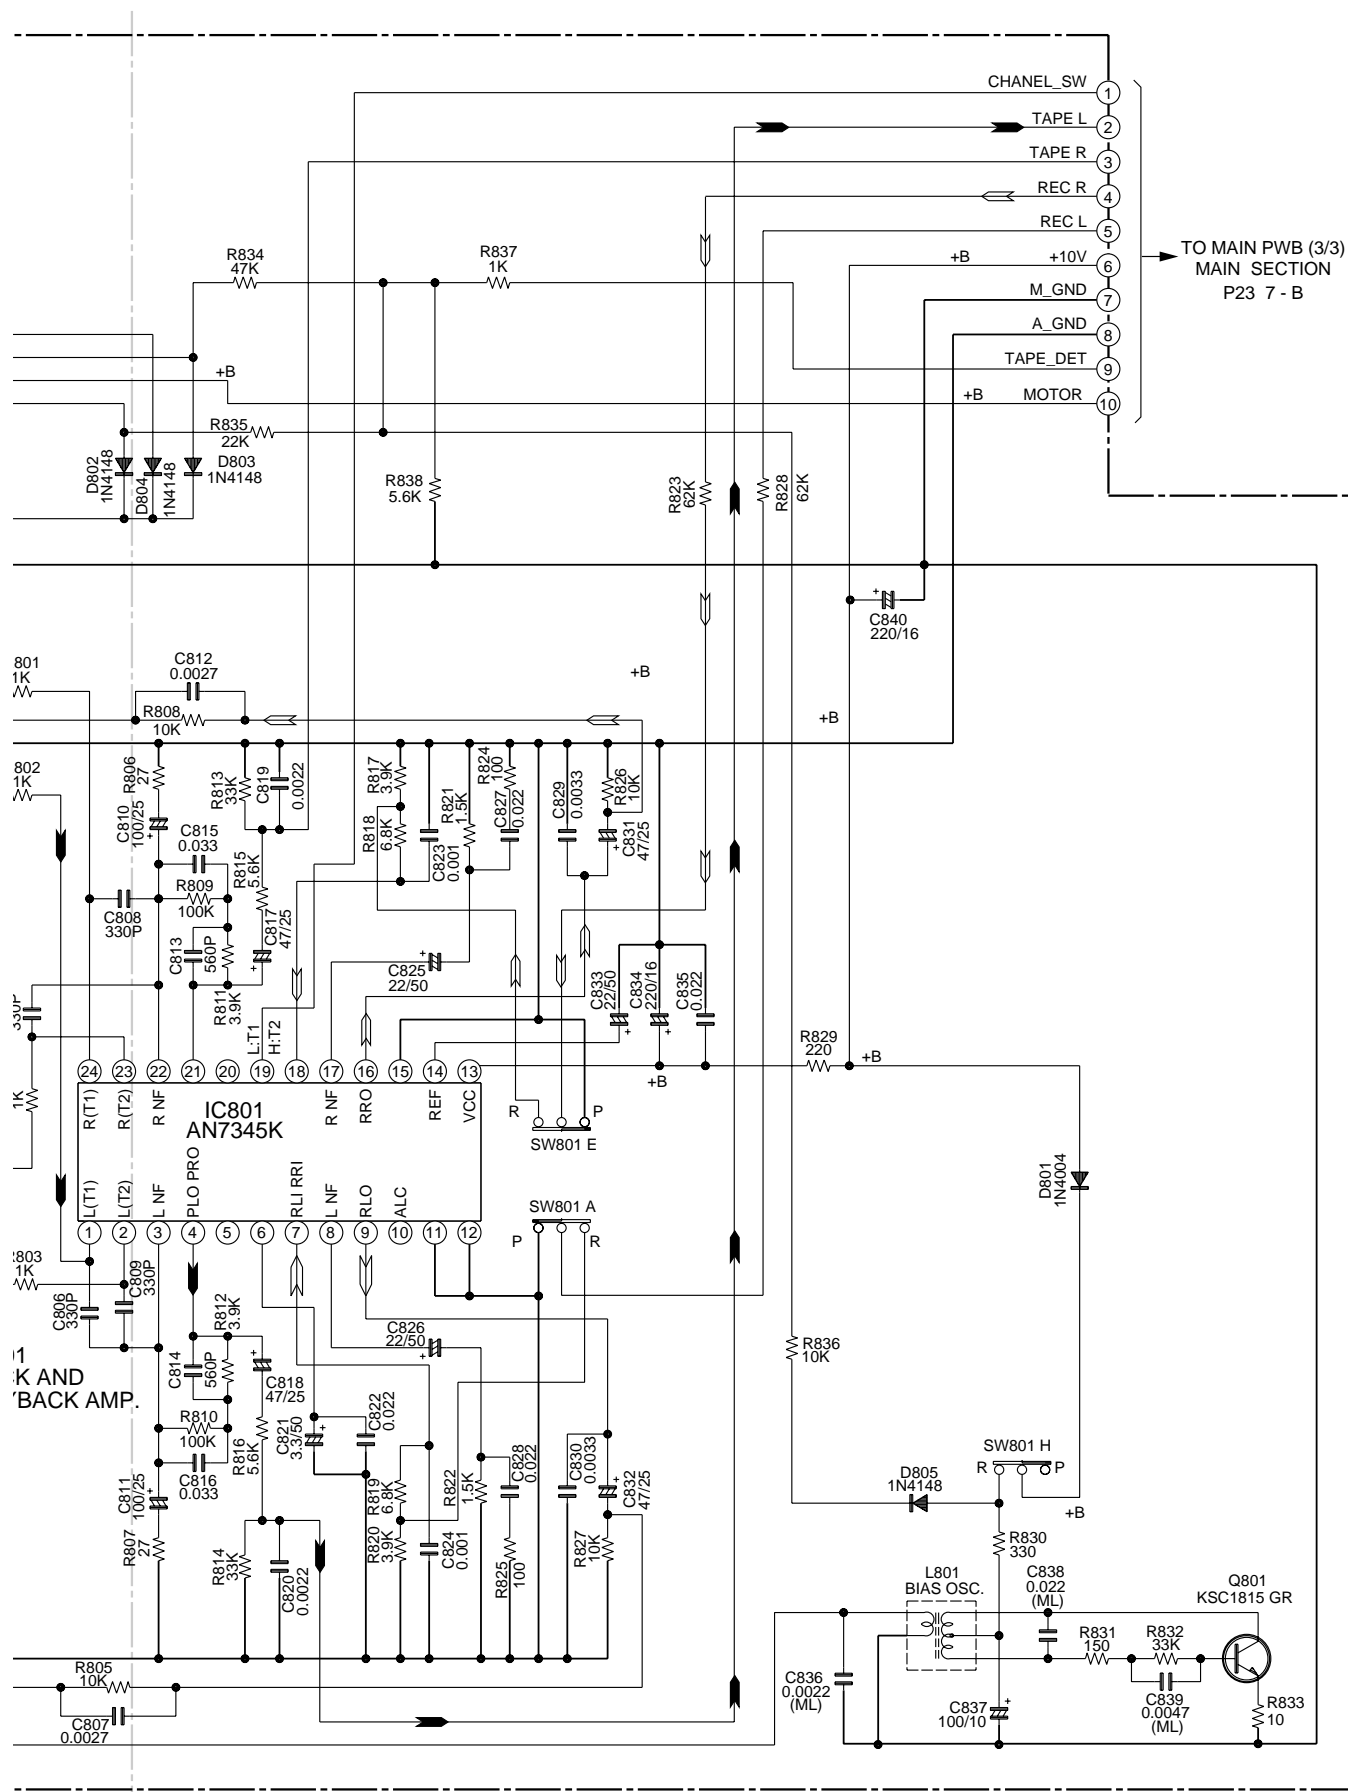 CHANEL_SW
1
TAPE L
2
TAPE R
3
REC R
4
REC L
5
+B
+10V
6
M_GND
7
A_GND
8
TAPE_DET
9
+B
MOTOR
10
TO MAIN PWB (3/3)
MAIN SECTION
P23 7 - B
R834
47K
R837
1K
+B
R835
22K
D802
1N4148
D804
1N4148
D803
1N4148
R838
5.6K
R823
62K
R828
62K
C840
220/16
+
801
1K
C812
0.0027
+B
R808
10K
+B
802
1K
R806
27
R813
33K
C819
0.0022
R817
3.9K
R824
100
R826
10K
C810
100/25
+
C815
0.033
R818
6.8K
R821
1.5K
C827
0.022
C829
0.0033
C831
47/25
+
C823
0.001
R815
5.6K
R809
100K
C808
330P
C813
560P
C817
47/25
+
R811
3.9K
C825
22/50
+
C833
22/50
+
C834
220/16
+
C835
0.022
330P
L:T1
H:T2
R829
220
+B
+B
24
23
22
21
20
19
18
17
16
15
14
13
R(T1)
R(T2)
R NF
R NF
RRO
REF
VCC
1K
IC801
AN7345K
R
P
SW801 E
D801
1N4004
L(T1)
L(T2)
L NF
PLO PRO
RLI RRI
L NF
RLO
ALC
SW801 A
P
R
1
2
3
4
5
6
7
8
9
10
11
12
803
1K
C806
330P
C809
330P
R812
3.9K
C826
22/50
+
R836
10K
01
K AND
YBACK AMP.
C814
560P
+
C818
47/25
R810
100K
C816
0.033
R816
5.6K
C821
3.3/50
+
C822
0.022
R819
6.8K
R822
1.5K
C828
0.022
C830
0.0033
C832
47/25
+
SW801 H
R
P
D805
1N4148
+B
C811
100/25
+
R807
27
R814
33K
C820
0.0022
R820
3.9K
C824
0.001
R825
100
R827
10K
R830
330
L801
BIAS OSC.
C838
0.022
(ML)
Q801
KSC1815 GR
R831
150
R832
33K
R805
10K
C807
0.0027
C836
0.0022
(ML)
C837
100/10
+
C839
0.0047
(ML)
R833
10